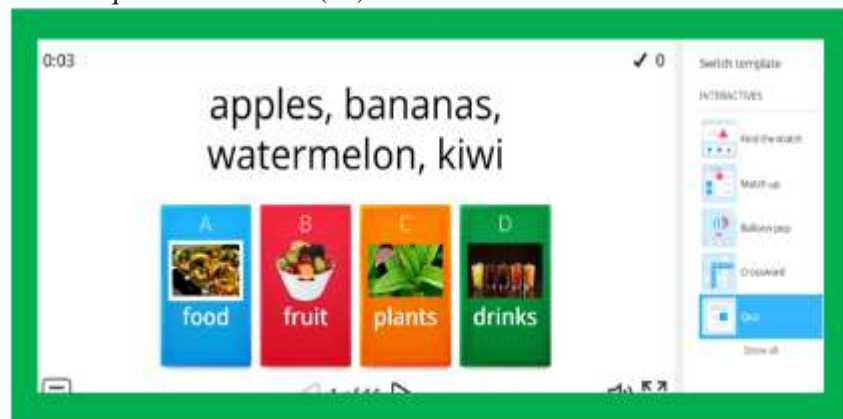 0:03
✓ 0
apples, bananas,
watermelon, kiwi
A
food
B
fruit
C
plants
D
drinks
Switch template
INTERACTIVES
Find the match
Match up
Balloon pop
Crossword
Quiz
Show all